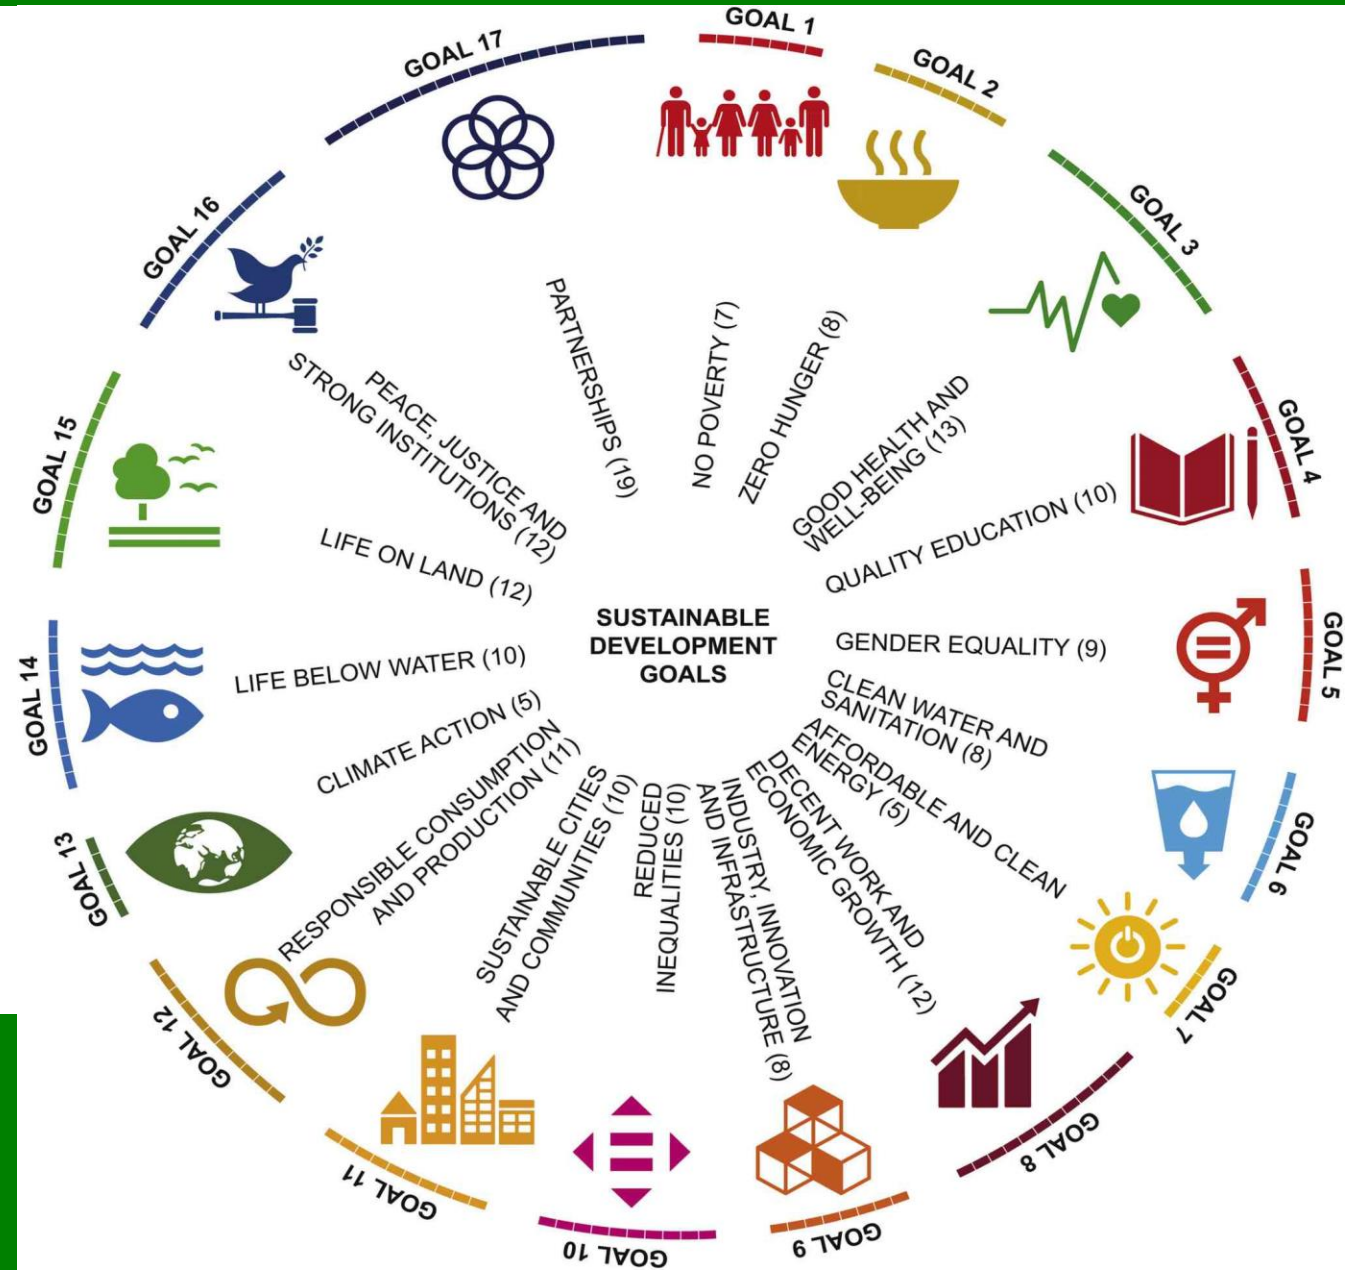 SUSTAINABLE
DEVELOPMENT
GOALS
GOAL 1
NO POVERTY (7)
GOAL 2
ZERO HUNGER (8)
GOAL 3
GOOD HEALTH AND
WELL-BEING (13)
GOAL 4
QUALITY EDUCATION (10)
GOAL 5
GENDER EQUALITY (9)
GOAL 6
CLEAN WATER AND
SANITATION (8)
GOAL 7
AFFORDABLE AND CLEAN
ENERGY (5)
GOAL 8
DECENT WORK AND
ECONOMIC GROWTH (12)
GOAL 9
INDUSTRY, INNOVATION
AND INFRASTRUCTURE (8)
GOAL 10
REDUCED
INEQUALITIES (10)
GOAL 11
SUSTAINABLE CITIES
AND COMMUNITIES (10)
GOAL 12
RESPONSIBLE CONSUMPTION
AND PRODUCTION (11)
GOAL 13
CLIMATE ACTION (5)
GOAL 14
LIFE BELOW WATER (10)
GOAL 15
LIFE ON LAND (12)
GOAL 16
PEACE, JUSTICE AND
STRONG INSTITUTIONS (12)
GOAL 17
PARTNERSHIPS (19)